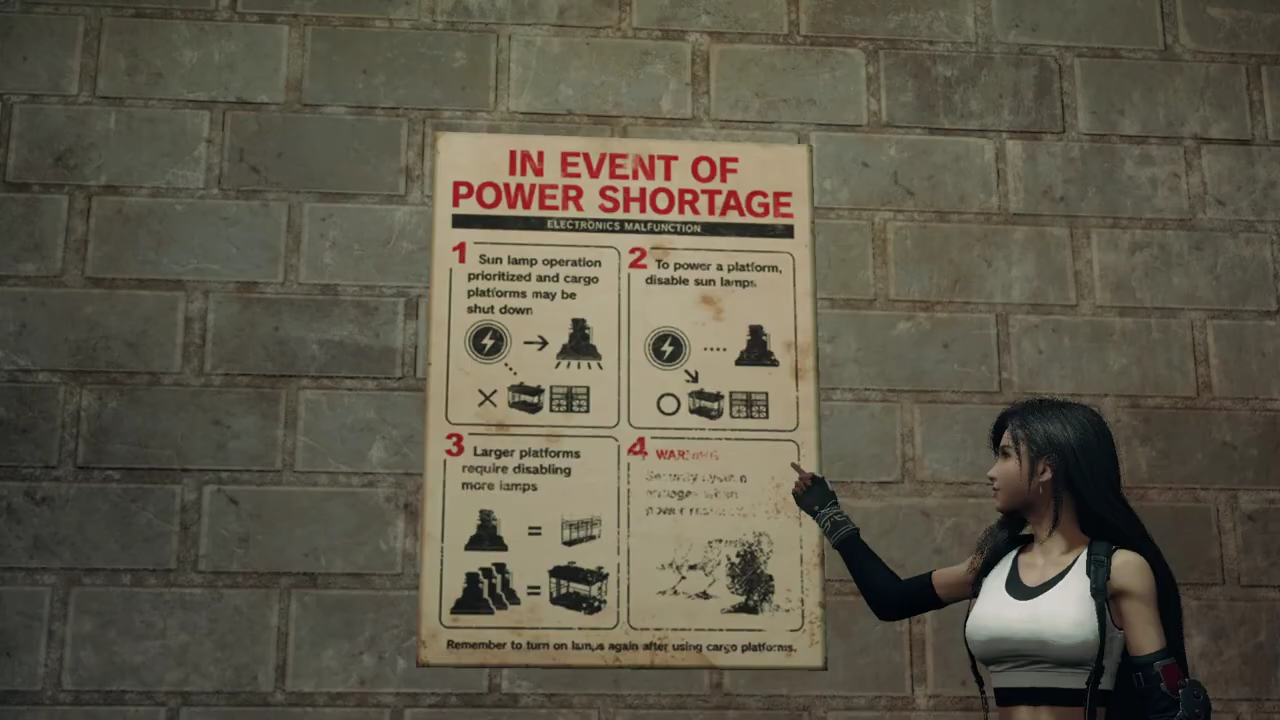 IN EVENT OF
POWER SHORTAGE
ELECTRONICS MALFUNCTION
1 Sun lamp operation
prioritized and cargo
platforms may be
shut down
2 To power a platform,
disable sun lamps.
3 Larger platforms
require disabling
more lamps
4 WARNING
Remember to turn on lamps again after using cargo platforms.